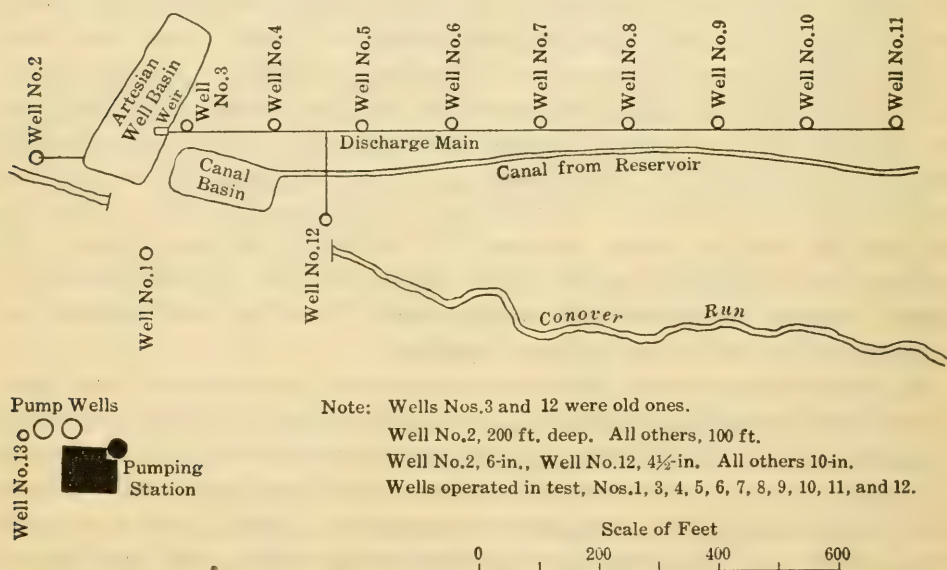 Well No.2
Artesian
Well Basin
Weir
Well
No.3
Well No.4
Well No.5
Well No.6
Well No.7
Well No.8
Well No.9
Well No.10
Well No.11
Discharge Main
Canal
Basin
Canal from Reservoir
Well No.1
Well No.12
Conover Run
Pump Wells
Well No.13
Pumping
Station
Note: Wells Nos.3 and 12 were old ones.
Well No.2, 200 ft. deep. All others, 100 ft.
Well No.2, 6-in., Well No.12, 4½-in. All others 10-in.
Wells operated in test, Nos.1, 3, 4, 5, 6, 7, 8, 9, 10, 11, and 12.
Scale of Feet
0 200 400 600